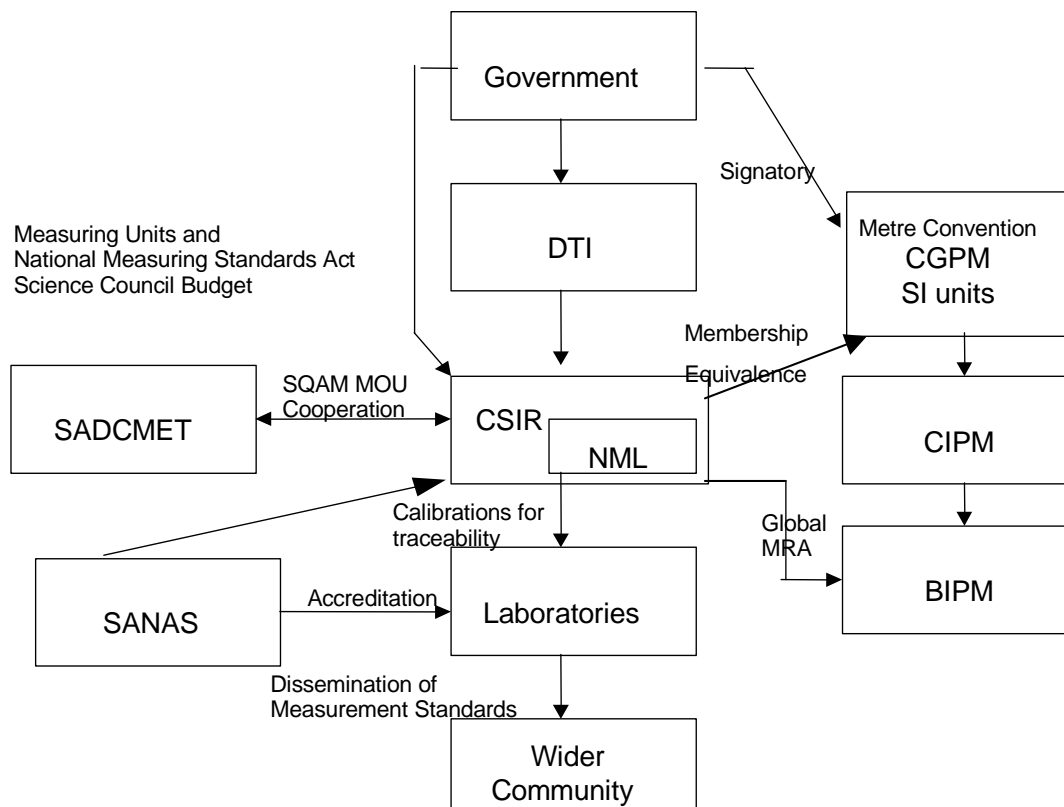 Government
Signatory
DTI
Measuring Units and
National Measuring Standards Act
Science Council Budget
Metre Convention
CGPM
SI units
Membership
Equivalence
SQAM MOU
Cooperation
SADCMET
CSIR
NML
CIPM
Calibrations for
traceability
Global
MRA
SANAS
Accreditation
Laboratories
BIPM
Dissemination of
Measurement Standards
Wider
Community